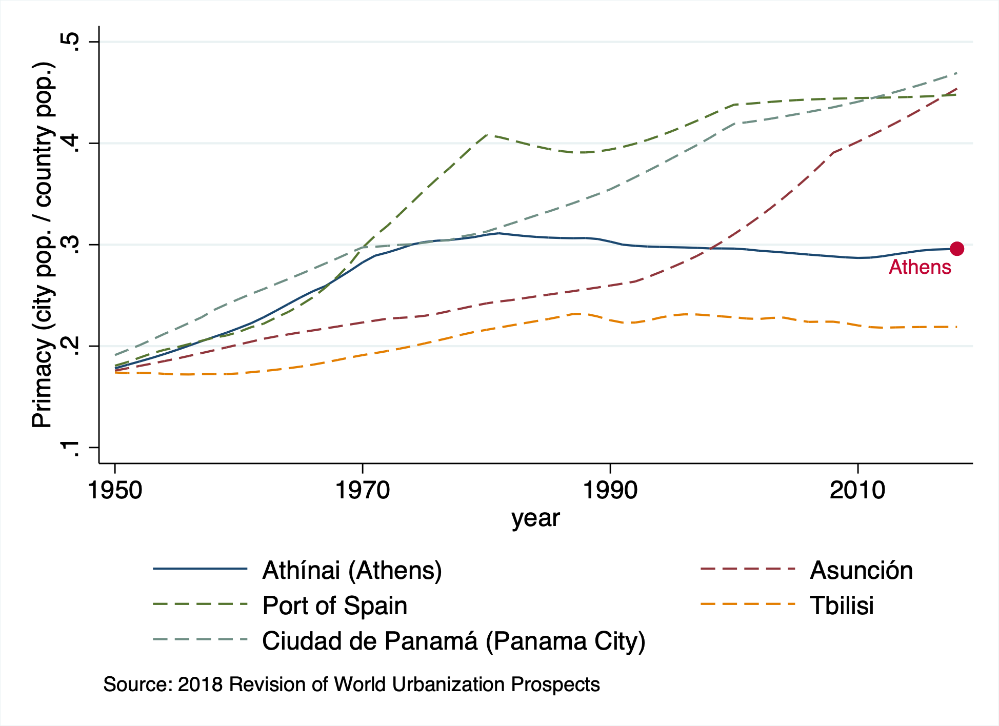 Primacy (city pop. / country pop.)
.5
.4
.3
.2
.1
Athens
1950 1970 1990 2010
year
Athínai (Athens) Asunción
Port of Spain Tbilisi
Ciudad de Panamá (Panama City)
Source: 2018 Revision of World Urbanization Prospects